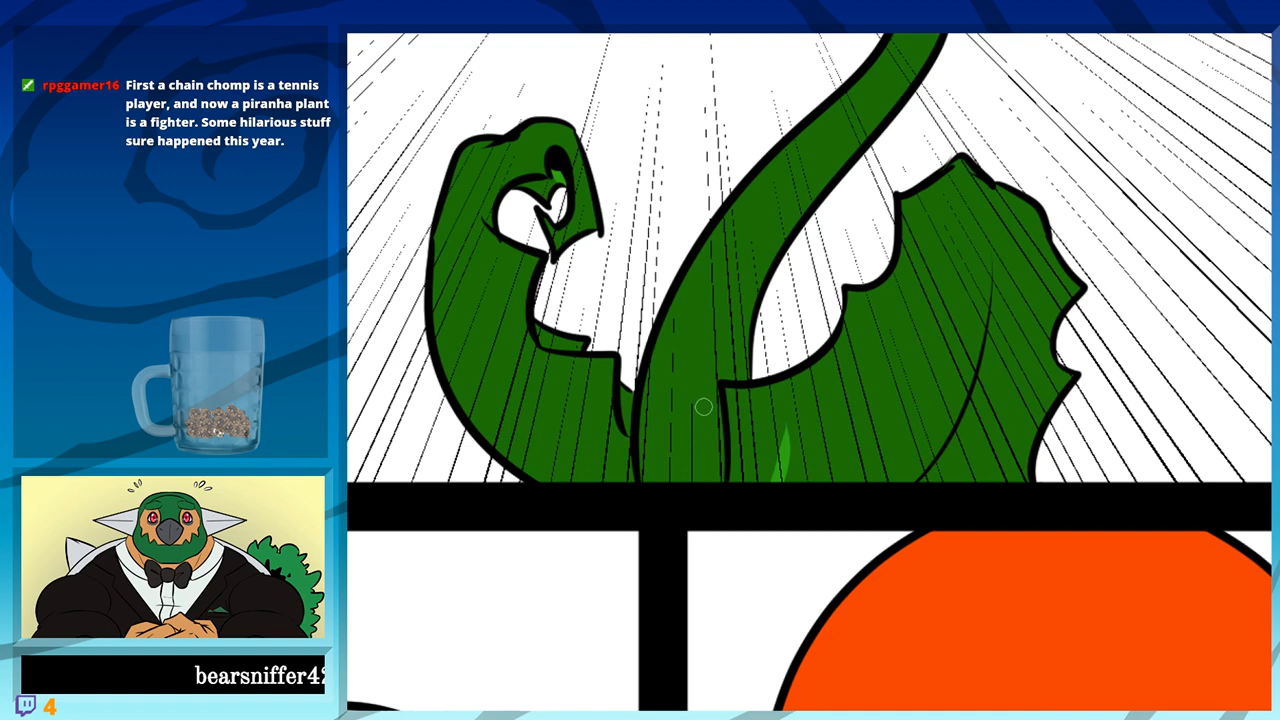 rpggamer16 First a chain chomp is a tennis
player, and now a piranha plant
is a fighter. Some hilarious stuff
sure happened this year.
bearsniffer42
4